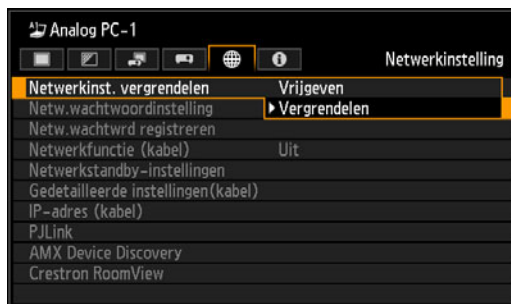 Analog PC-1
Netwerkinstelling
Netwerkinst. vergrendelen Vrijgeven
Netw.wachtwoordinstelling Vergrendelen
Netw.wachtwrd registreren
Netwerkfunctie (kabel) Uit
Netwerkstandby-instellingen
Gedetailleerde instellingen(kabel)
IP-adres (kabel)
PJLink
AMX Device Discovery
Crestron RoomView